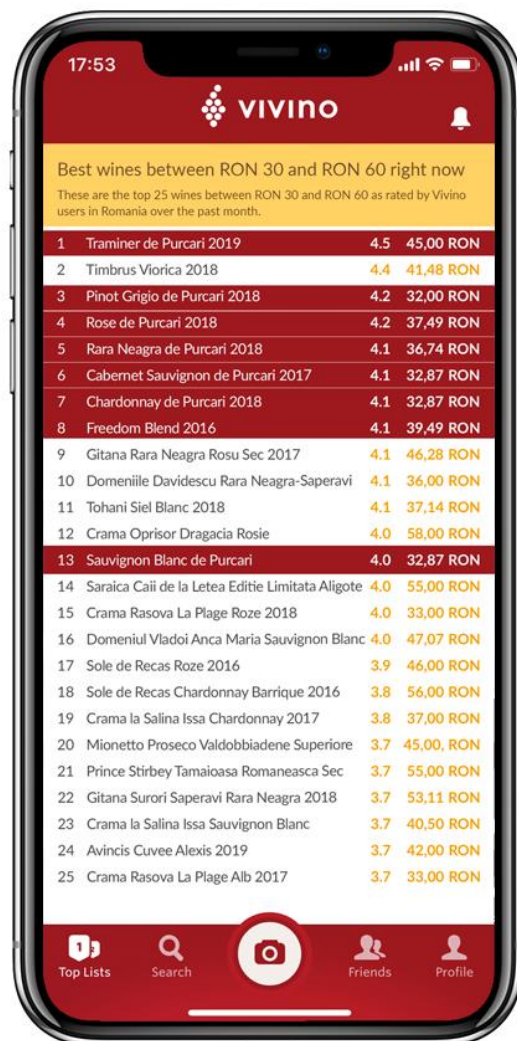 17:53
VIVINO
Best wines between RON 30 and RON 60 right now
These are the top 25 wines between RON 30 and RON 60 as rated by Vivino
users in Romania over the past month.
1 Traminer de Purcari 2019 4.5 45,00 RON
2 Timbrus Viorica 2018 4.4 41,48 RON
3 Pinot Grigio de Purcari 2018 4.2 32,00 RON
4 Rose de Purcari 2018 4.2 37,49 RON
5 Rara Neagra de Purcari 2018 4.1 36,74 RON
6 Cabernet Sauvignon de Purcari 2017 4.1 32,87 RON
7 Chardonnay de Purcari 2018 4.1 32,87 RON
8 Freedom Blend 2016 4.1 39,49 RON
9 Gitana Rara Neagra Rosu Sec 2017 4.1 46,28 RON
10 Domeniile Davidescu Rara Neagra-Saperavi 4.1 36,00 RON
11 Tohani Siel Blanc 2018 4.1 37,14 RON
12 Crama Oprisor Dragacia Rosie 4.0 58,00 RON
13 Sauvignon Blanc de Purcari 4.0 32,87 RON
14 Saraica Caii de la Letea Editie Limitata Aligote 4.0 55,00 RON
15 Crama Rasova La Plage Roze 2018 4.0 33,00 RON
16 Domeniul Vladoi Anca Maria Sauvignon Blanc 4.0 47,07 RON
17 Sole de Recas Roze 2016 3.9 46,00 RON
18 Sole de Recas Chardonnay Barrique 2016 3.8 56,00 RON
19 Crama la Salina Issa Chardonnay 2017 3.8 37,00 RON
20 Mionetto Proseco Valdobbiadene Superiore 3.7 45,00, RON
21 Prince Stirbey Tamaioasa Romaneasca Sec 3.7 55,00 RON
22 Gitana Surori Saperavi Rara Neagra 2018 3.7 53,11 RON
23 Crama la Salina Issa Sauvignon Blanc 3.7 40,50 RON
24 Avincis Cuvee Alexis 2019 3.7 42,00 RON
25 Crama Rasova La Plage Alb 2017 3.7 33,00 RON
1 2
Top Lists Search Friends Profile